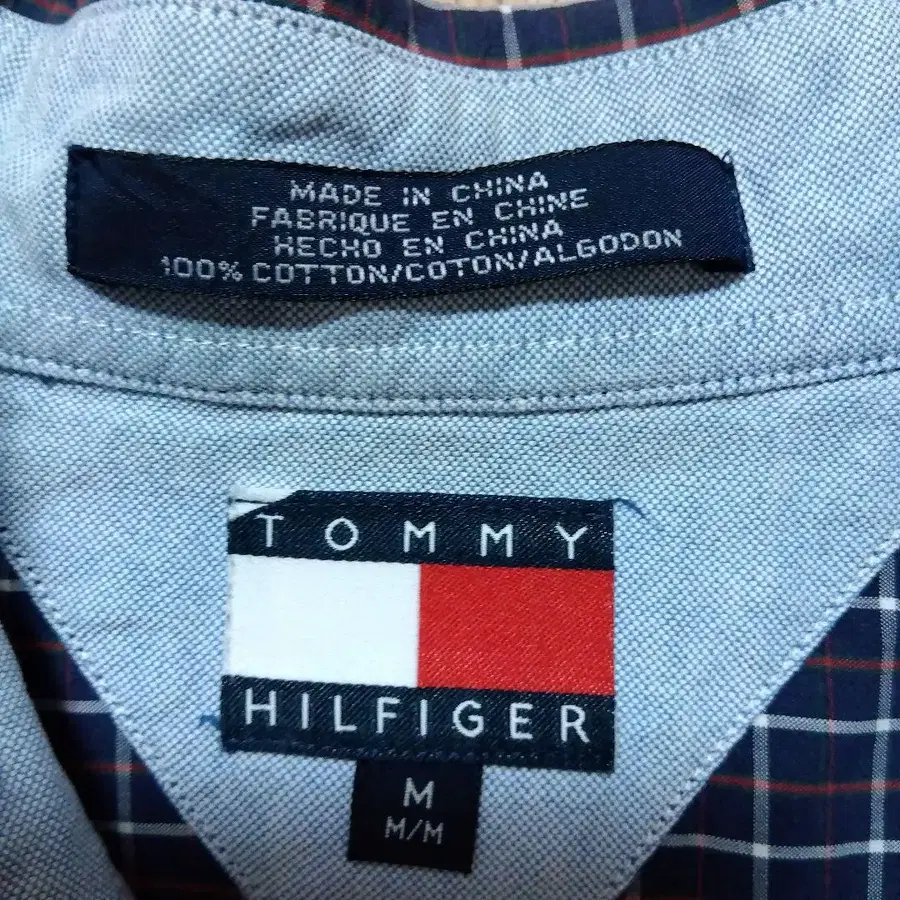 MADE IN CHINA
FABRIQUE EN CHINE
HECHO EN CHINA
100% COTTON/COTON/ALGODON
TOMMY
HILFIGER
M
M/M